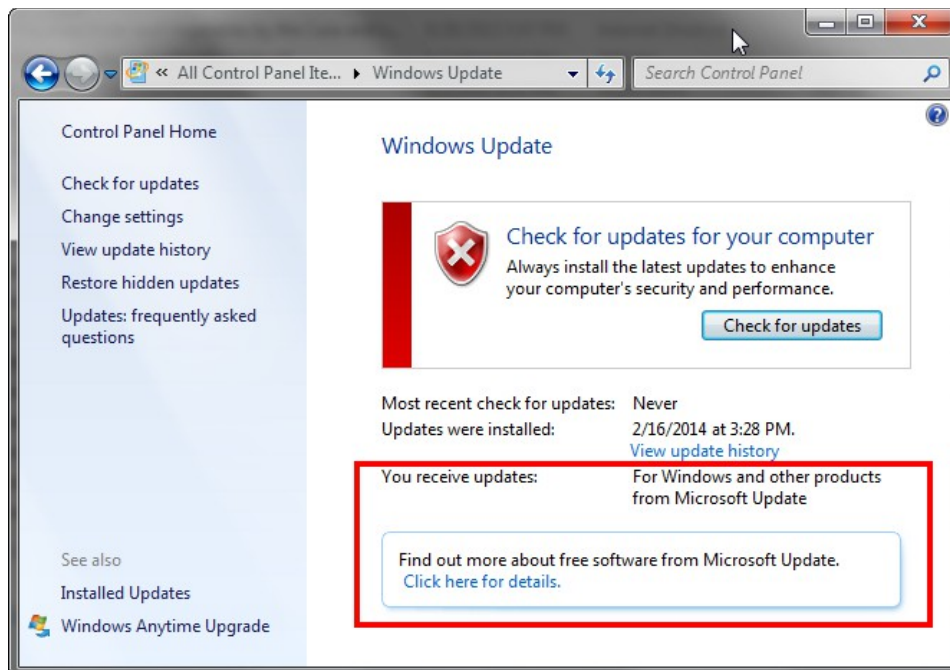 « All Control Panel Ite... ▸ Windows Update
Search Control Panel
Control Panel Home
Check for updates
Change settings
View update history
Restore hidden updates
Updates: frequently asked
questions
See also
Installed Updates
Windows Anytime Upgrade
Windows Update
Check for updates for your computer
Always install the latest updates to enhance
your computer's security and performance.
Check for updates
Most recent check for updates: Never
Updates were installed: 2/16/2014 at 3:28 PM.
View update history
You receive updates: For Windows and other products
from Microsoft Update
Find out more about free software from Microsoft Update.
Click here for details.